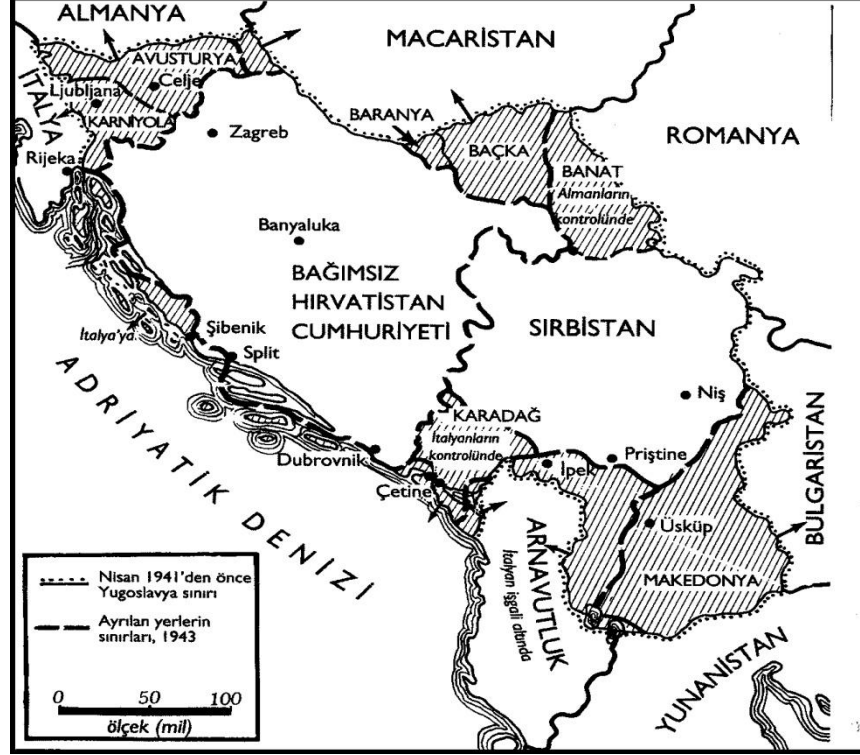 ALMANYA
MACARİSTAN
AVUSTURYA
Celje
Ljubljana
KARNİYOLA
İTALYA
Zagreb
Rijeka
BARANYA
BAÇKA
ROMANYA
BANAT
Almanların
kontrolünde
Banyaluka
BAĞIMSIZ
HIRVATİSTAN
CUMHURİYETİ
SIRBİSTAN
İtalya'ya
Şibenik
Split
Niş
KARADAĞ
İtalyanların
kontrolünde
Dubrovnik
Çetine
İpek
Priştine
BULGARİSTAN
ADRİYATİK DENİZİ
Üsküp
ARNAVUTLUK
İtalyan işgali altında
MAKEDONYA
YUNANİSTAN
Nisan 1941'den önce
Yugoslavya sınırı
Ayrılan yerlerin
sınırları, 1943
0 50 100
ölçek (mil)